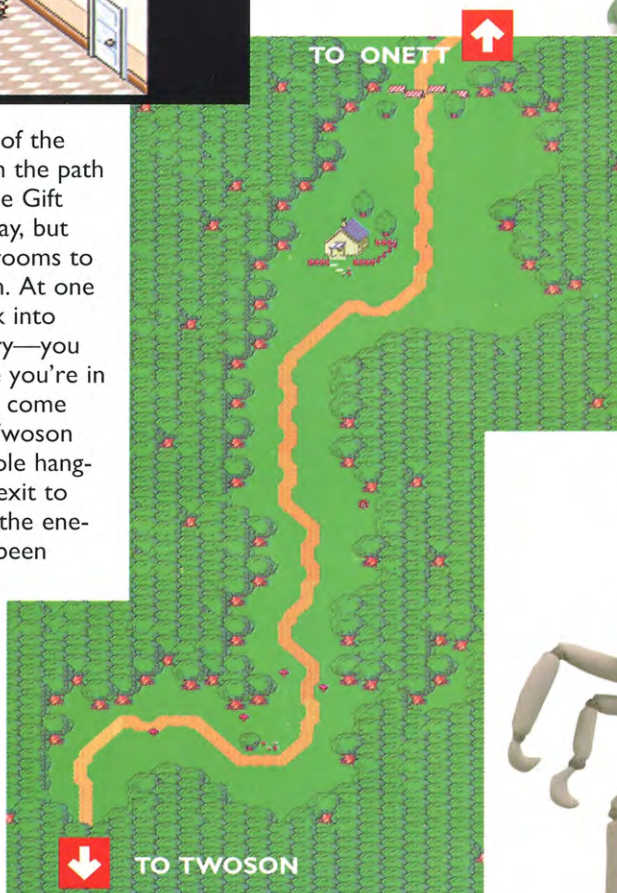 TO ONETT
of the
n the path
e Gift
ay, but
rooms to
n. At one
k into
ry—you
e you're in
come
Twoson
ple hang-
exit to
the ene-
been
TO TWOSON